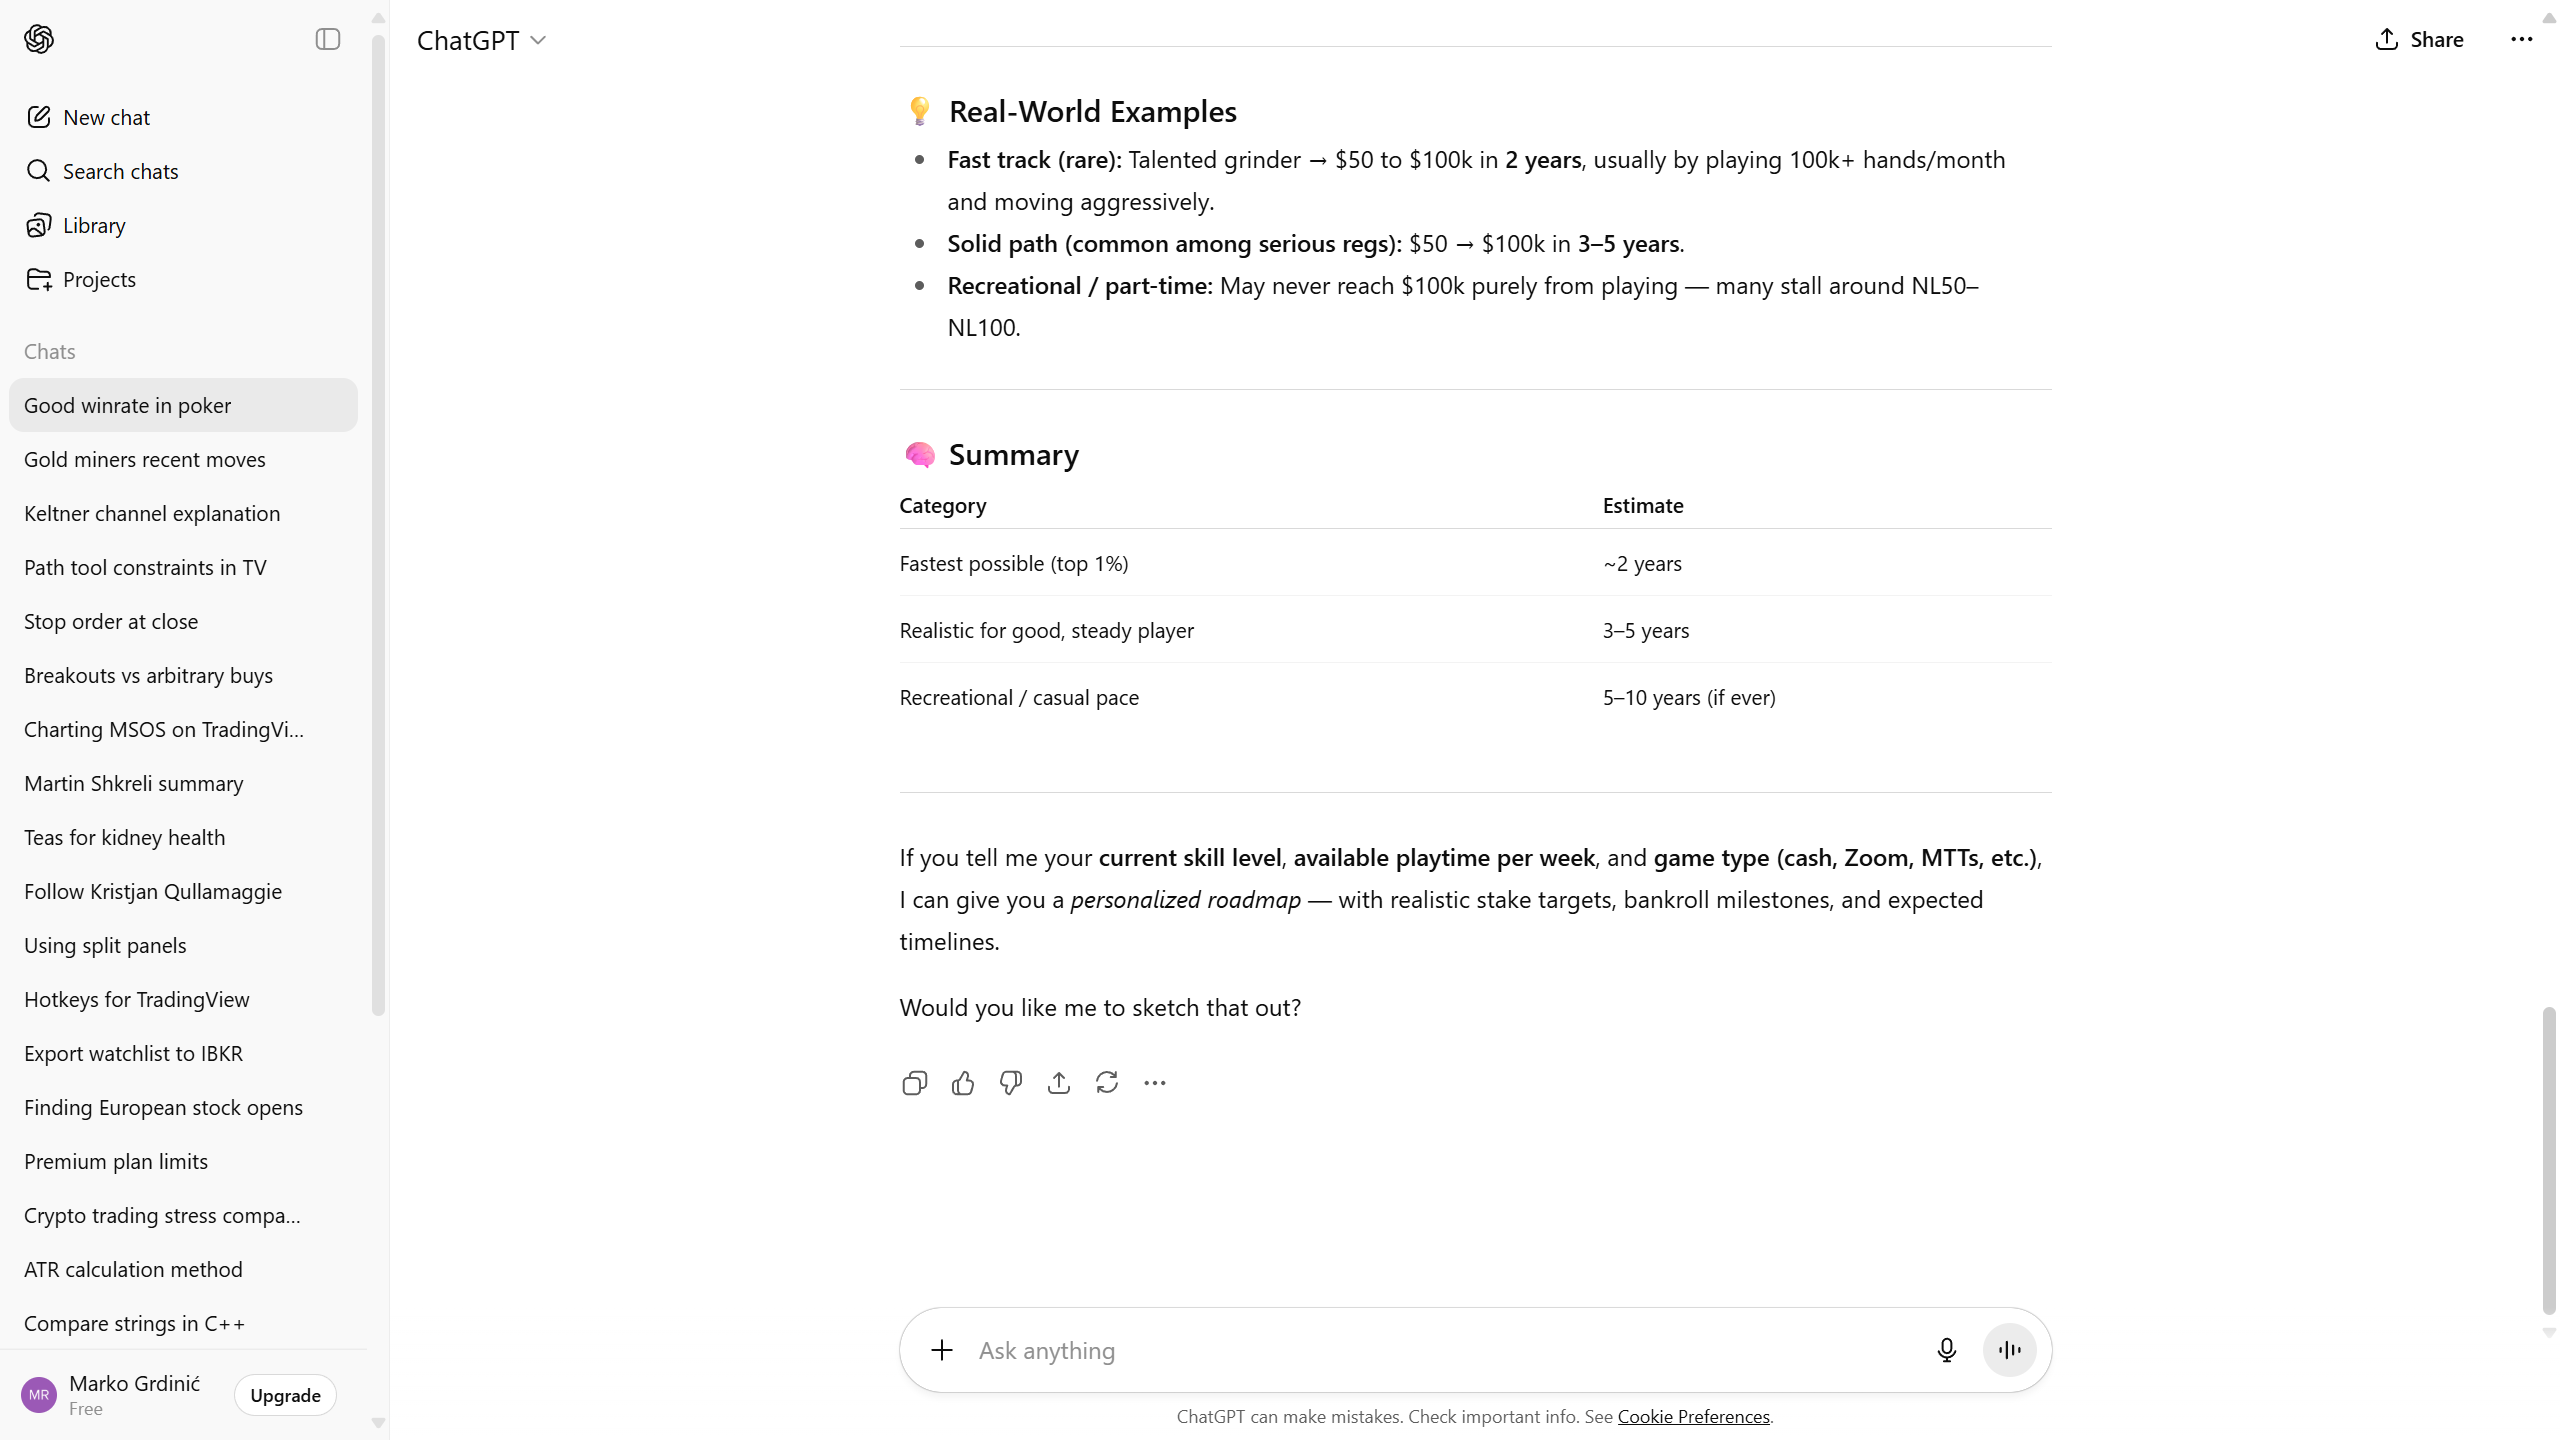 New chat
Search chats
Library
Projects
Chats
Good winrate in poker
Gold miners recent moves
Keltner channel explanation
Path tool constraints in TV
Stop order at close
Breakouts vs arbitrary buys
Charting MSOS on TradingVi...
Martin Shkreli summary
Teas for kidney health
Follow Kristjan Qullamaggie
Using split panels
Hotkeys for TradingView
Export watchlist to IBKR
Finding European stock opens
Premium plan limits
Crypto trading stress compa...
ATR calculation method
Compare strings in C++
MR
Marko Grdinić
Free
Upgrade
ChatGPT
Share
💡 Real-World Examples
• Fast track (rare): Talented grinder → $50 to $100k in 2 years, usually by playing 100k+ hands/month
and moving aggressively.
• Solid path (common among serious regs): $50 → $100k in 3–5 years.
• Recreational / part-time: May never reach $100k purely from playing — many stall around NL50–
NL100.
🧠 Summary
Category Estimate
Fastest possible (top 1%) ~2 years
Realistic for good, steady player 3–5 years
Recreational / casual pace 5–10 years (if ever)
If you tell me your current skill level, available playtime per week, and game type (cash, Zoom, MTTs, etc.),
I can give you a personalized roadmap — with realistic stake targets, bankroll milestones, and expected
timelines.
Would you like me to sketch that out?
Ask anything
ChatGPT can make mistakes. Check important info. See Cookie Preferences.